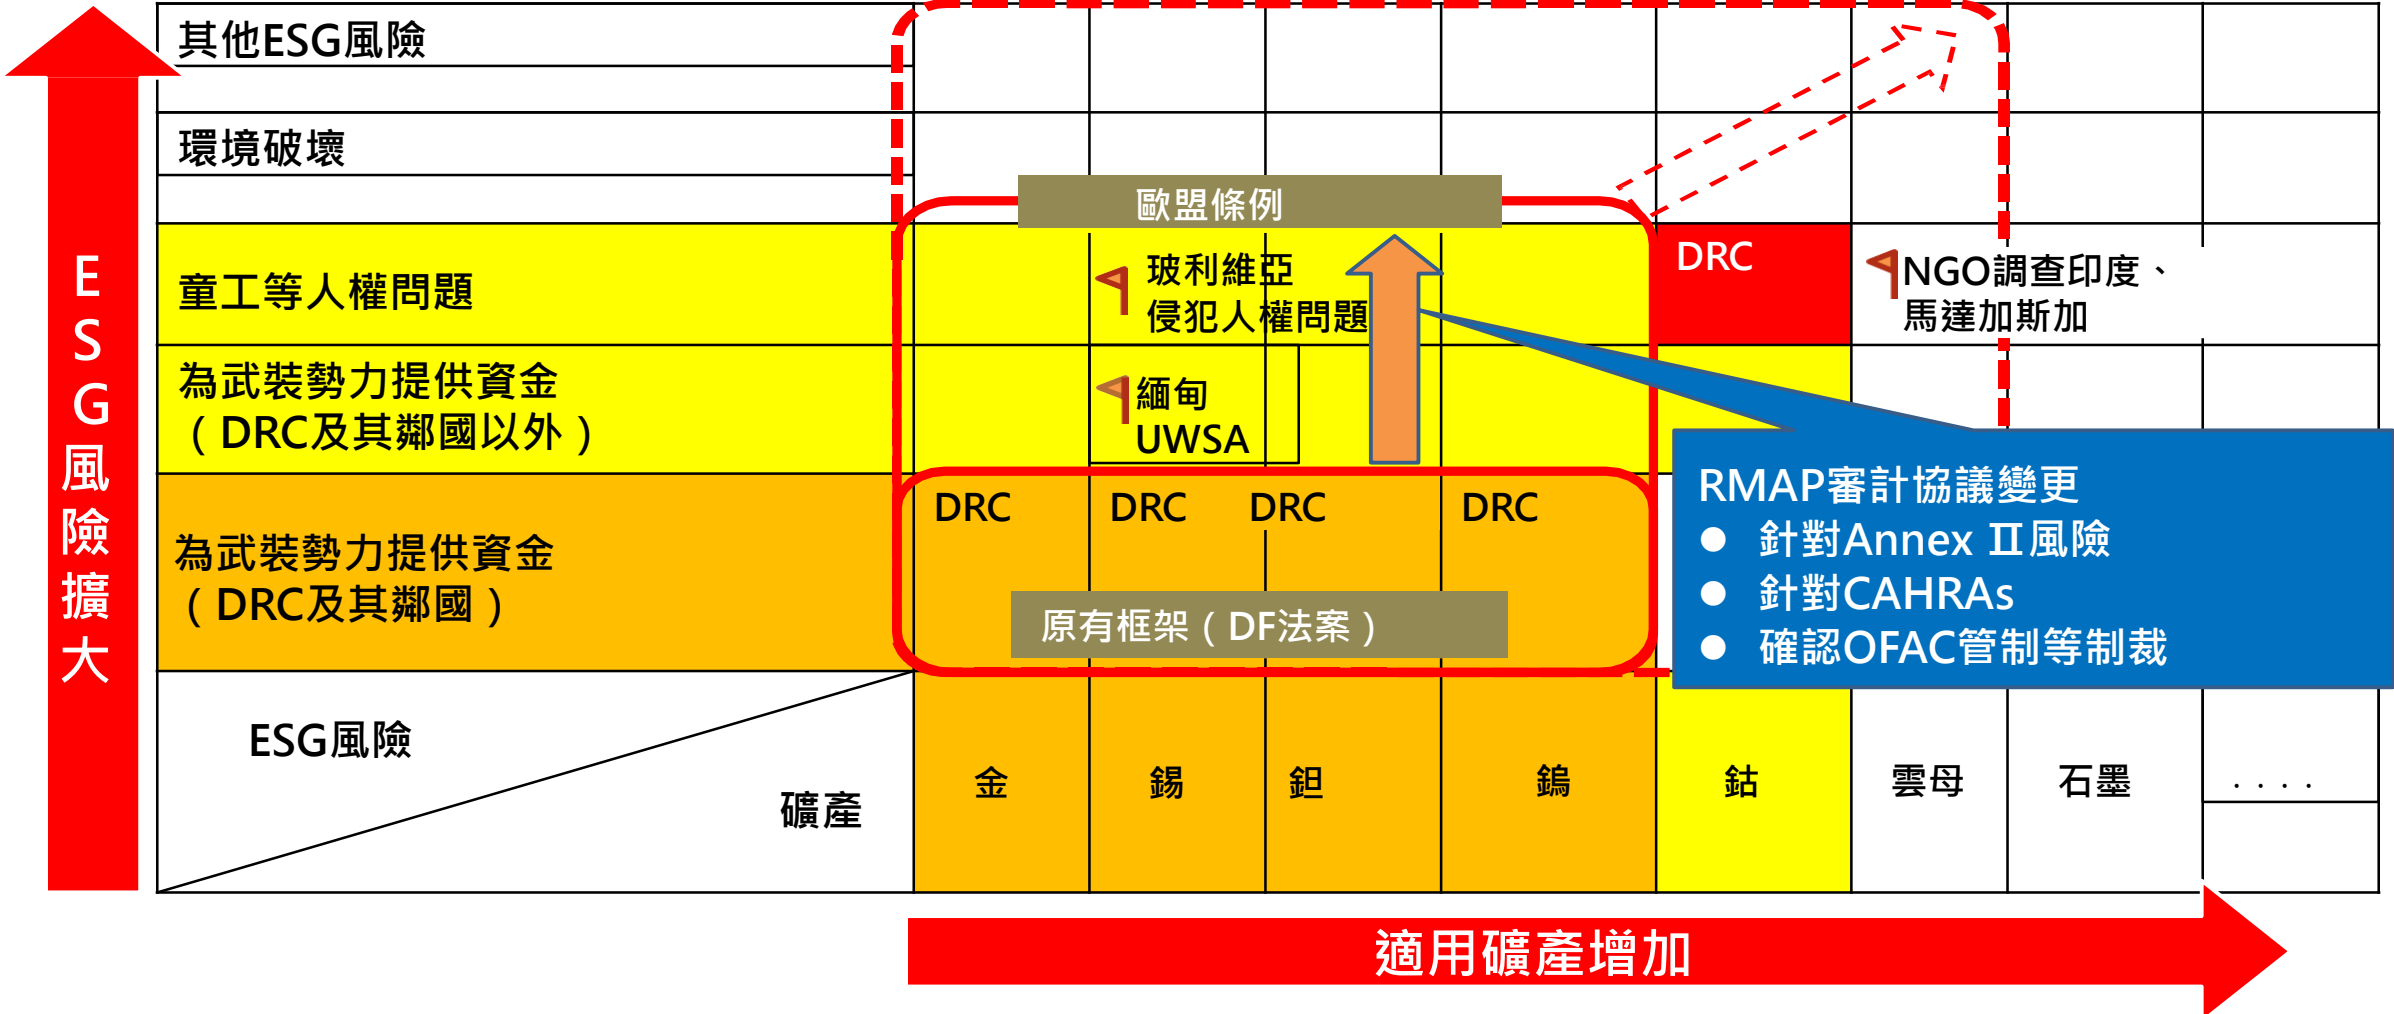 其他ESG風險
環境破壞
歐盟條例
童工等人權問題
玻利維亞
侵犯人權問題
DRC
NGO調查印度、
馬達加斯加
為武裝勢力提供資金
（DRC及其鄰國以外）
緬甸
UWSA
為武裝勢力提供資金
（DRC及其鄰國）
DRC
DRC
DRC
DRC
原有框架（DF法案）
RMAP審計協議變更
● 針對Annex Ⅱ風險
● 針對CAHRAs
● 確認OFAC管制等制裁
ESG風險
礦產
金
錫
鉭
鎢
鈷
雲母
石墨
....
ESG風險擴大
適用礦產增加